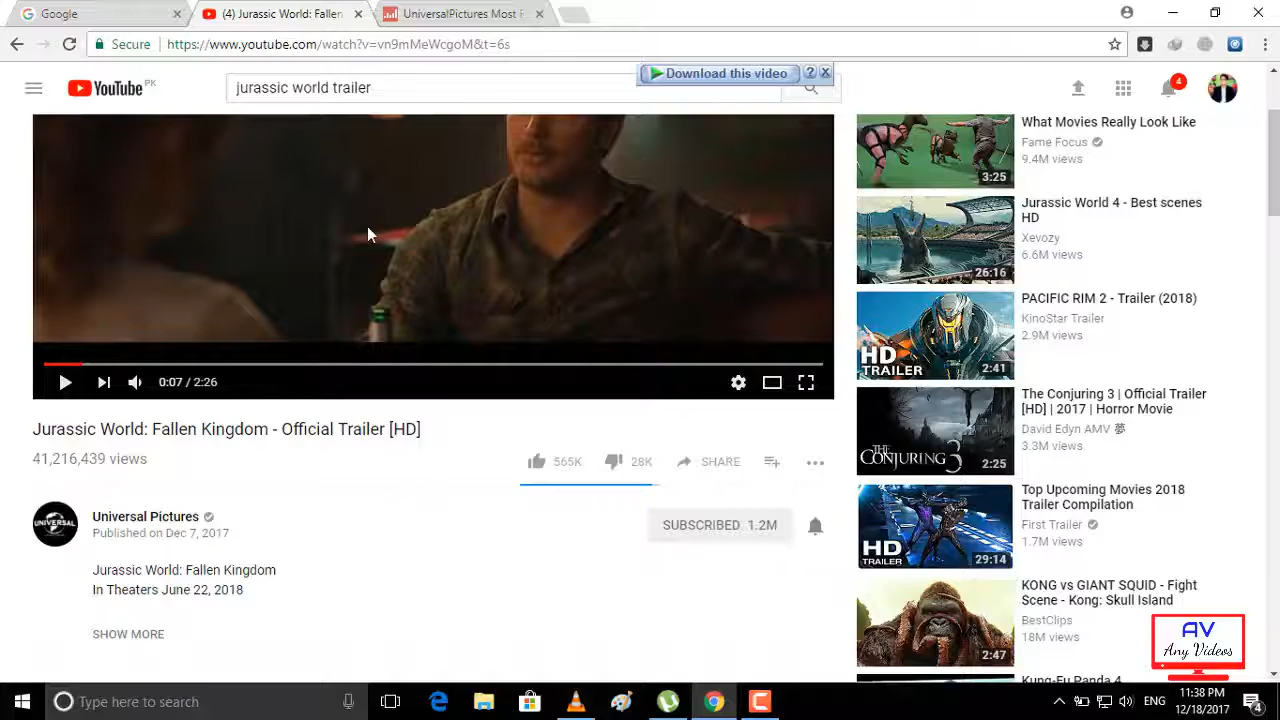 Google
(4) Jurassic World: Fallen
UniversalPictures Most E
Secure
https://www.youtube.com/watch?v=vn9mMeWcgoM&t=6s
Download this video
?
X
YouTube PK
jurassic world trailer
4
What Movies Really Look Like
Fame Focus
9.4M views
3:25
Jurassic World 4 - Best scenes
HD
Xevozy
6.6M views
26:16
PACIFIC RIM 2 - Trailer (2018)
KinoStar Trailer
2.9M views
HD
TRAILER
2:41
The Conjuring 3 | Official Trailer
[HD] | 2017 | Horror Movie
David Edyn AMV 夢
3.3M views
THE
CONJURING 3
2:25
Top Upcoming Movies 2018
Trailer Compilation
First Trailer
1.7M views
HD
TRAILER
29:14
KONG vs GIANT SQUID - Fight
Scene - Kong: Skull Island
BestClips
18M views
2:47
Kung-Fu Panda 4
0:07 / 2:26
Jurassic World: Fallen Kingdom - Official Trailer [HD]
41,216,439 views
565K
28K
SHARE
UNIVERSAL
Universal Pictures
Published on Dec 7, 2017
SUBSCRIBED 1.2M
Jurassic World: Fallen Kingdom
In Theaters June 22, 2018
SHOW MORE
AV
Any Videos
Type here to search
ENG
11:38 PM
12/18/2017
4